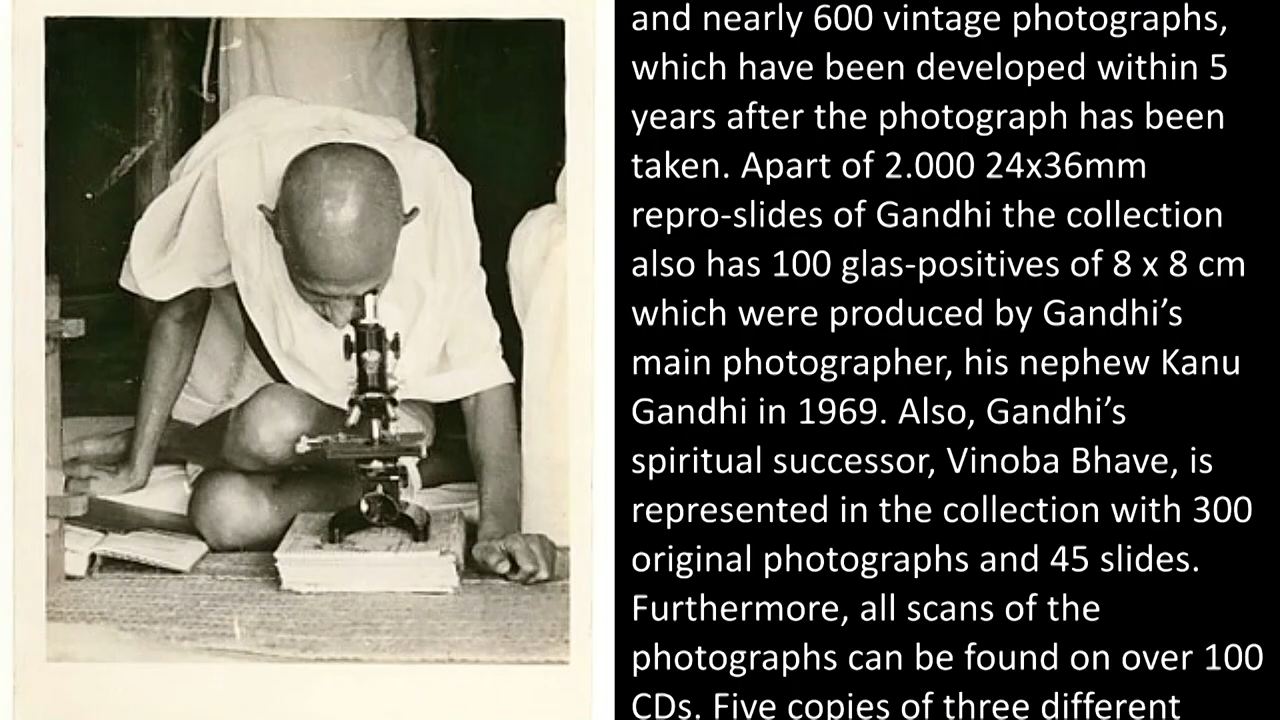 and nearly 600 vintage photographs,
which have been developed within 5
years after the photograph has been
taken. Apart of 2.000 24x36mm
repro-slides of Gandhi the collection
also has 100 glas-positives of 8 x 8 cm
which were produced by Gandhi’s
main photographer, his nephew Kanu
Gandhi in 1969. Also, Gandhi’s
spiritual successor, Vinoba Bhave, is
represented in the collection with 300
original photographs and 45 slides.
Furthermore, all scans of the
photographs can be found on over 100
CDs. Five copies of three different